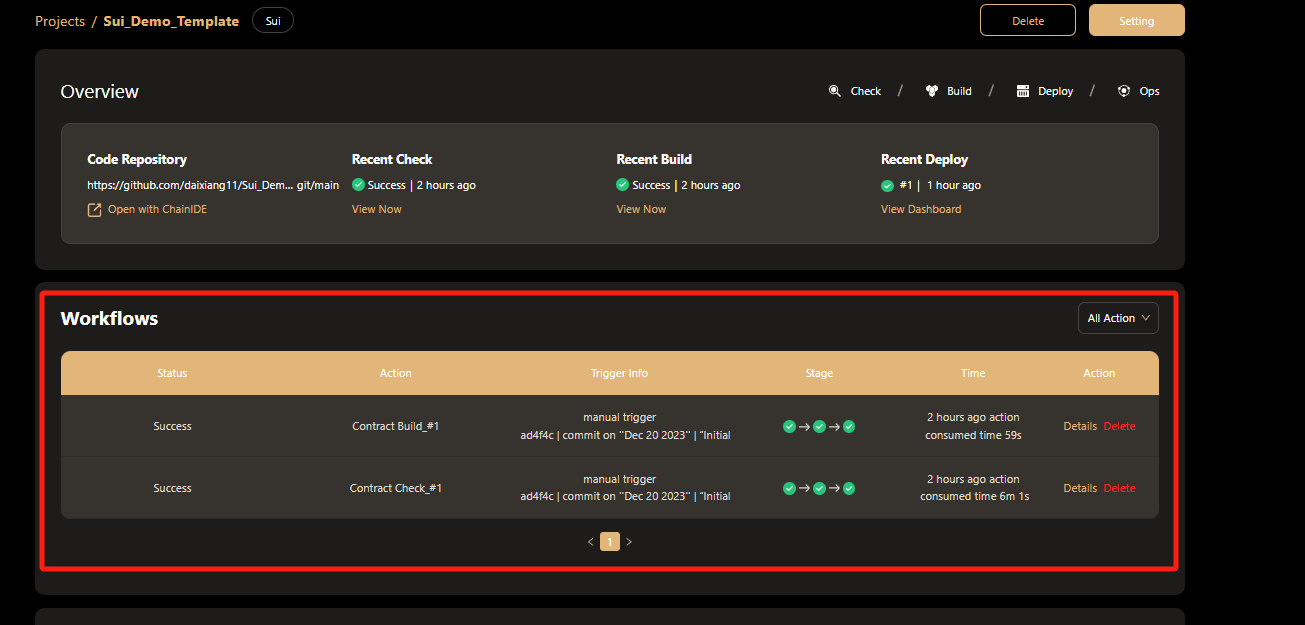 Projects / Sui_Demo_Template Sui
Delete Setting
Overview
Check / Build / Deploy / Ops
Code Repository Recent Check Recent Build Recent Deploy
https://github.com/daixiang11/Sui_Dem... git/main Success | 2 hours ago Success | 2 hours ago #1 | 1 hour ago
Open with ChainIDE View Now View Now View Dashboard
Workflows All Action
Status Action Trigger Info Stage Time Action
manual trigger 2 hours ago action
Success Contract Build_#1 Details Delete
ad4f4c | commit on "Dec 20 2023" | "Initial consumed time 59s
manual trigger 2 hours ago action
Success Contract Check_#1 Details Delete
ad4f4c | commit on "Dec 20 2023" | "Initial consumed time 6m 1s
< 1 >